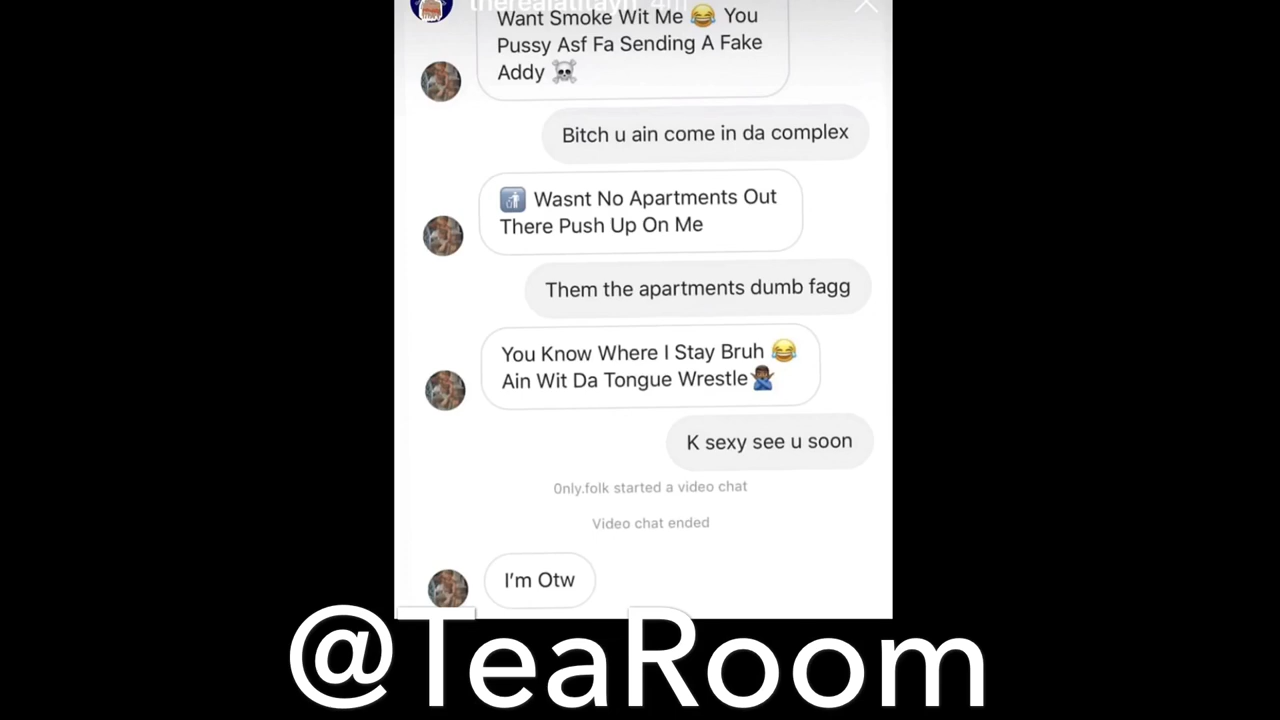 Want Smoke Wit Me 😂 You
Pussy Asf Fa Sending A Fake
Addy ☠️
Bitch u ain come in da complex
🚮 Wasnt No Apartments Out
There Push Up On Me
Them the apartments dumb fagg
You Know Where I Stay Bruh 😂
Ain Wit Da Tongue Wrestle🙅🏾‍♂️
K sexy see u soon
0nly.folk started a video chat
Video chat ended
I'm Otw
@TeaRoom